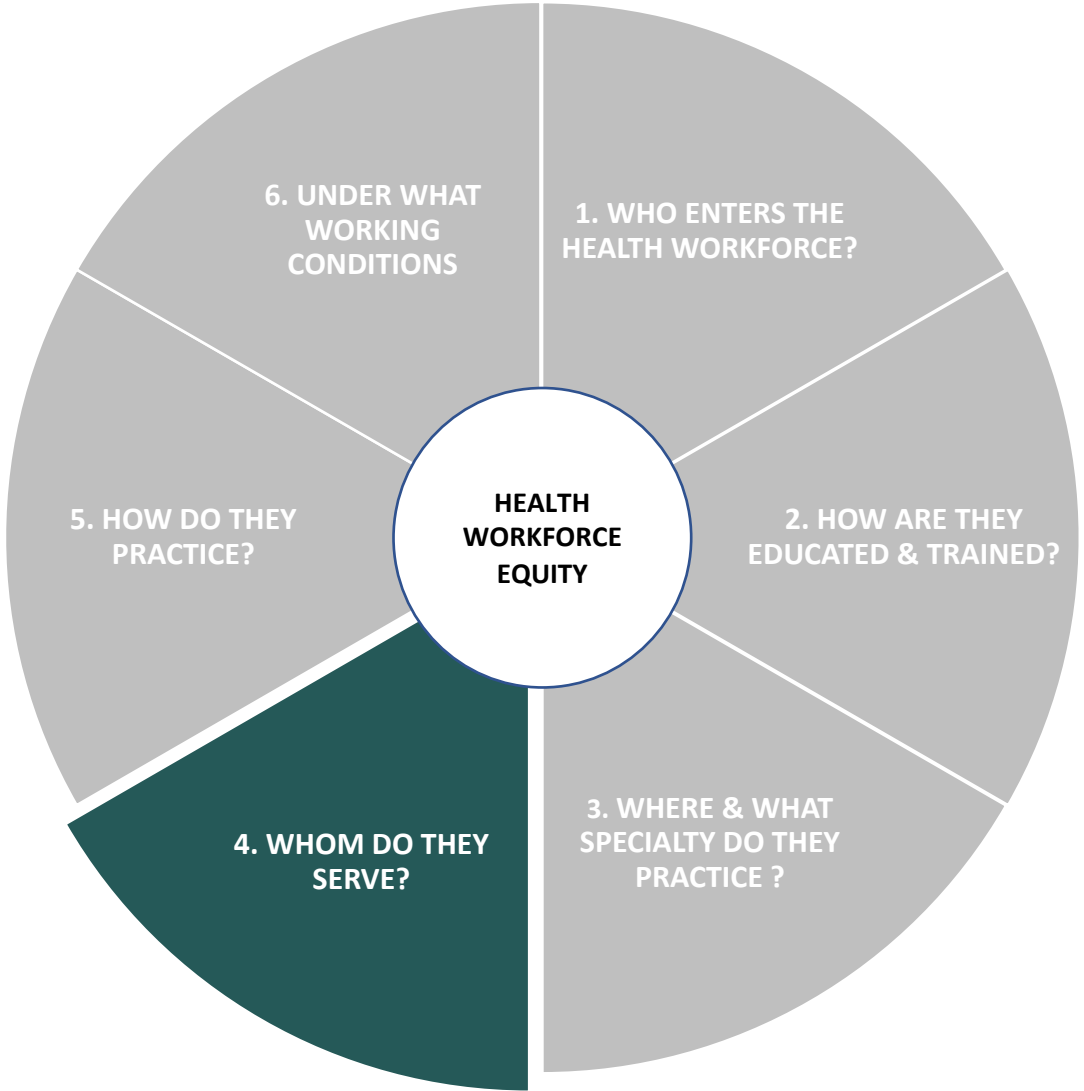 6. UNDER WHAT
WORKING
CONDITIONS
1. WHO ENTERS THE
HEALTH WORKFORCE?
5. HOW DO THEY
PRACTICE?
HEALTH
WORKFORCE
EQUITY
2. HOW ARE THEY
EDUCATED & TRAINED?
4. WHOM DO THEY
SERVE?
3. WHERE & WHAT
SPECIALTY DO THEY
PRACTICE ?